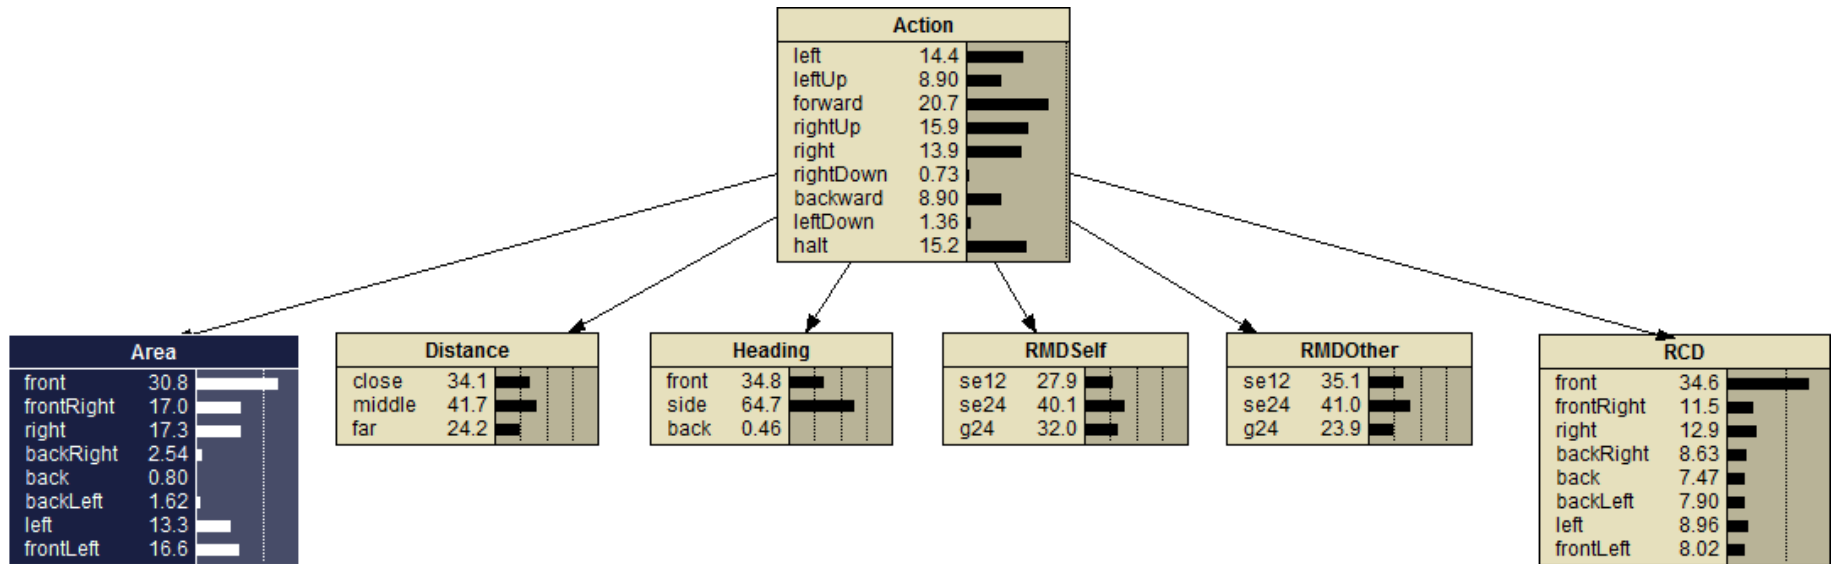 Action
left 14.4
leftUp 8.90
forward 20.7
rightUp 15.9
right 13.9
rightDown 0.73
backward 8.90
leftDown 1.36
halt 15.2
Area
front 30.8
frontRight 17.0
right 17.3
backRight 2.54
back 0.80
backLeft 1.62
left 13.3
frontLeft 16.6
Distance
close 34.1
middle 41.7
far 24.2
Heading
front 34.8
side 64.7
back 0.46
RMDSelf
se12 27.9
se24 40.1
g24 32.0
RMDOther
se12 35.1
se24 41.0
g24 23.9
RCD
front 34.6
frontRight 11.5
right 12.9
backRight 8.63
back 7.47
backLeft 7.90
left 8.96
frontLeft 8.02